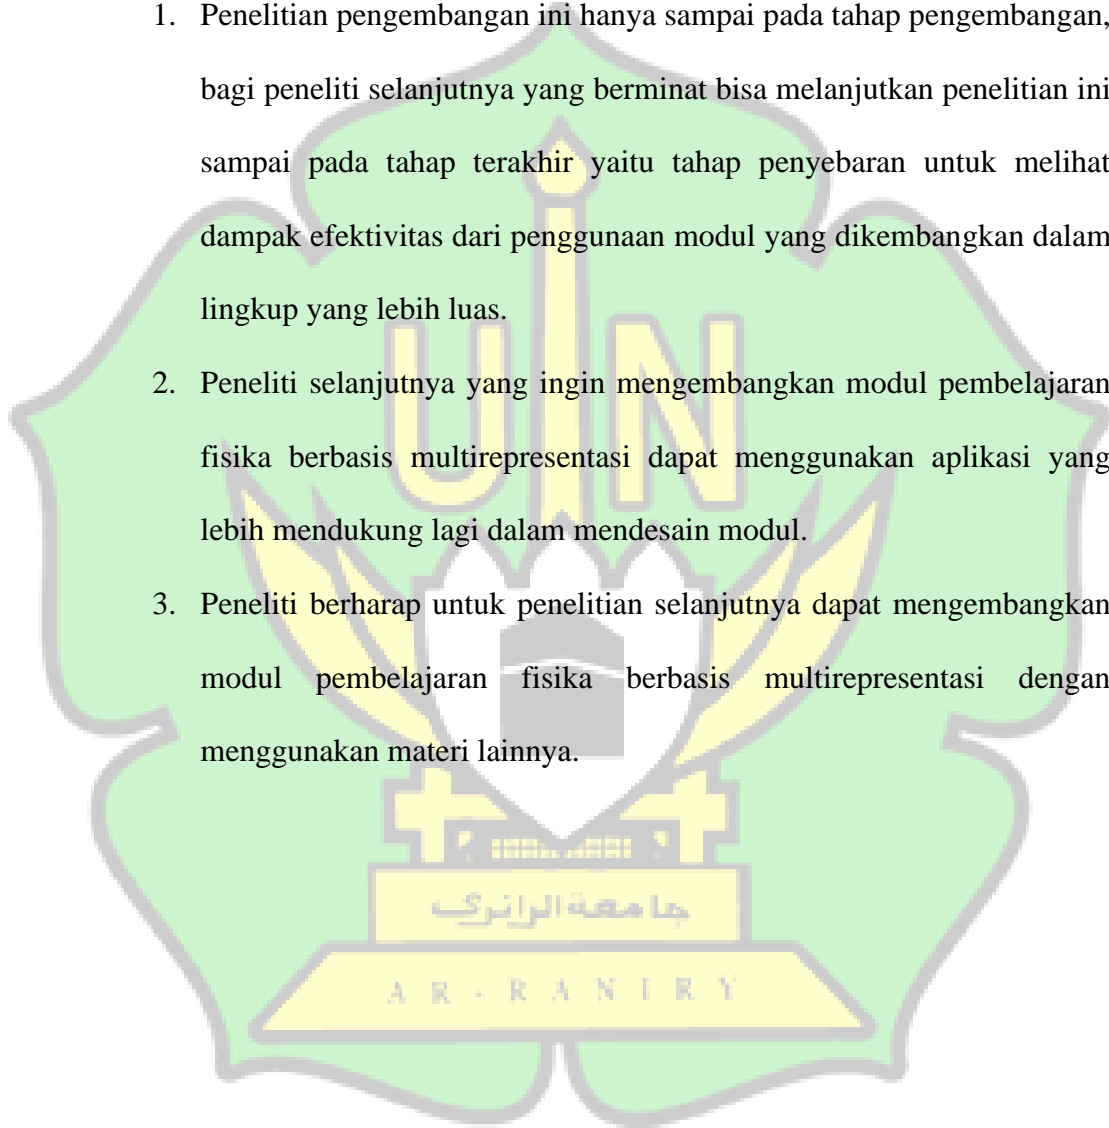 1. Penelitian pengembangan ini hanya sampai pada tahap pengembangan,
bagi peneliti selanjutnya yang berminat bisa melanjutkan penelitian ini
sampai pada tahap terakhir yaitu tahap penyebaran untuk melihat
dampak efektivitas dari penggunaan modul yang dikembangkan dalam
lingkup yang lebih luas.
2. Peneliti selanjutnya yang ingin mengembangkan modul pembelajaran
fisika berbasis multirepresentasi dapat menggunakan aplikasi yang
lebih mendukung lagi dalam mendesain modul.
3. Peneliti berharap untuk penelitian selanjutnya dapat mengembangkan
modul pembelajaran fisika berbasis multirepresentasi dengan
menggunakan materi lainnya.
UIN
جامعة الرانري
AR-RANIRY